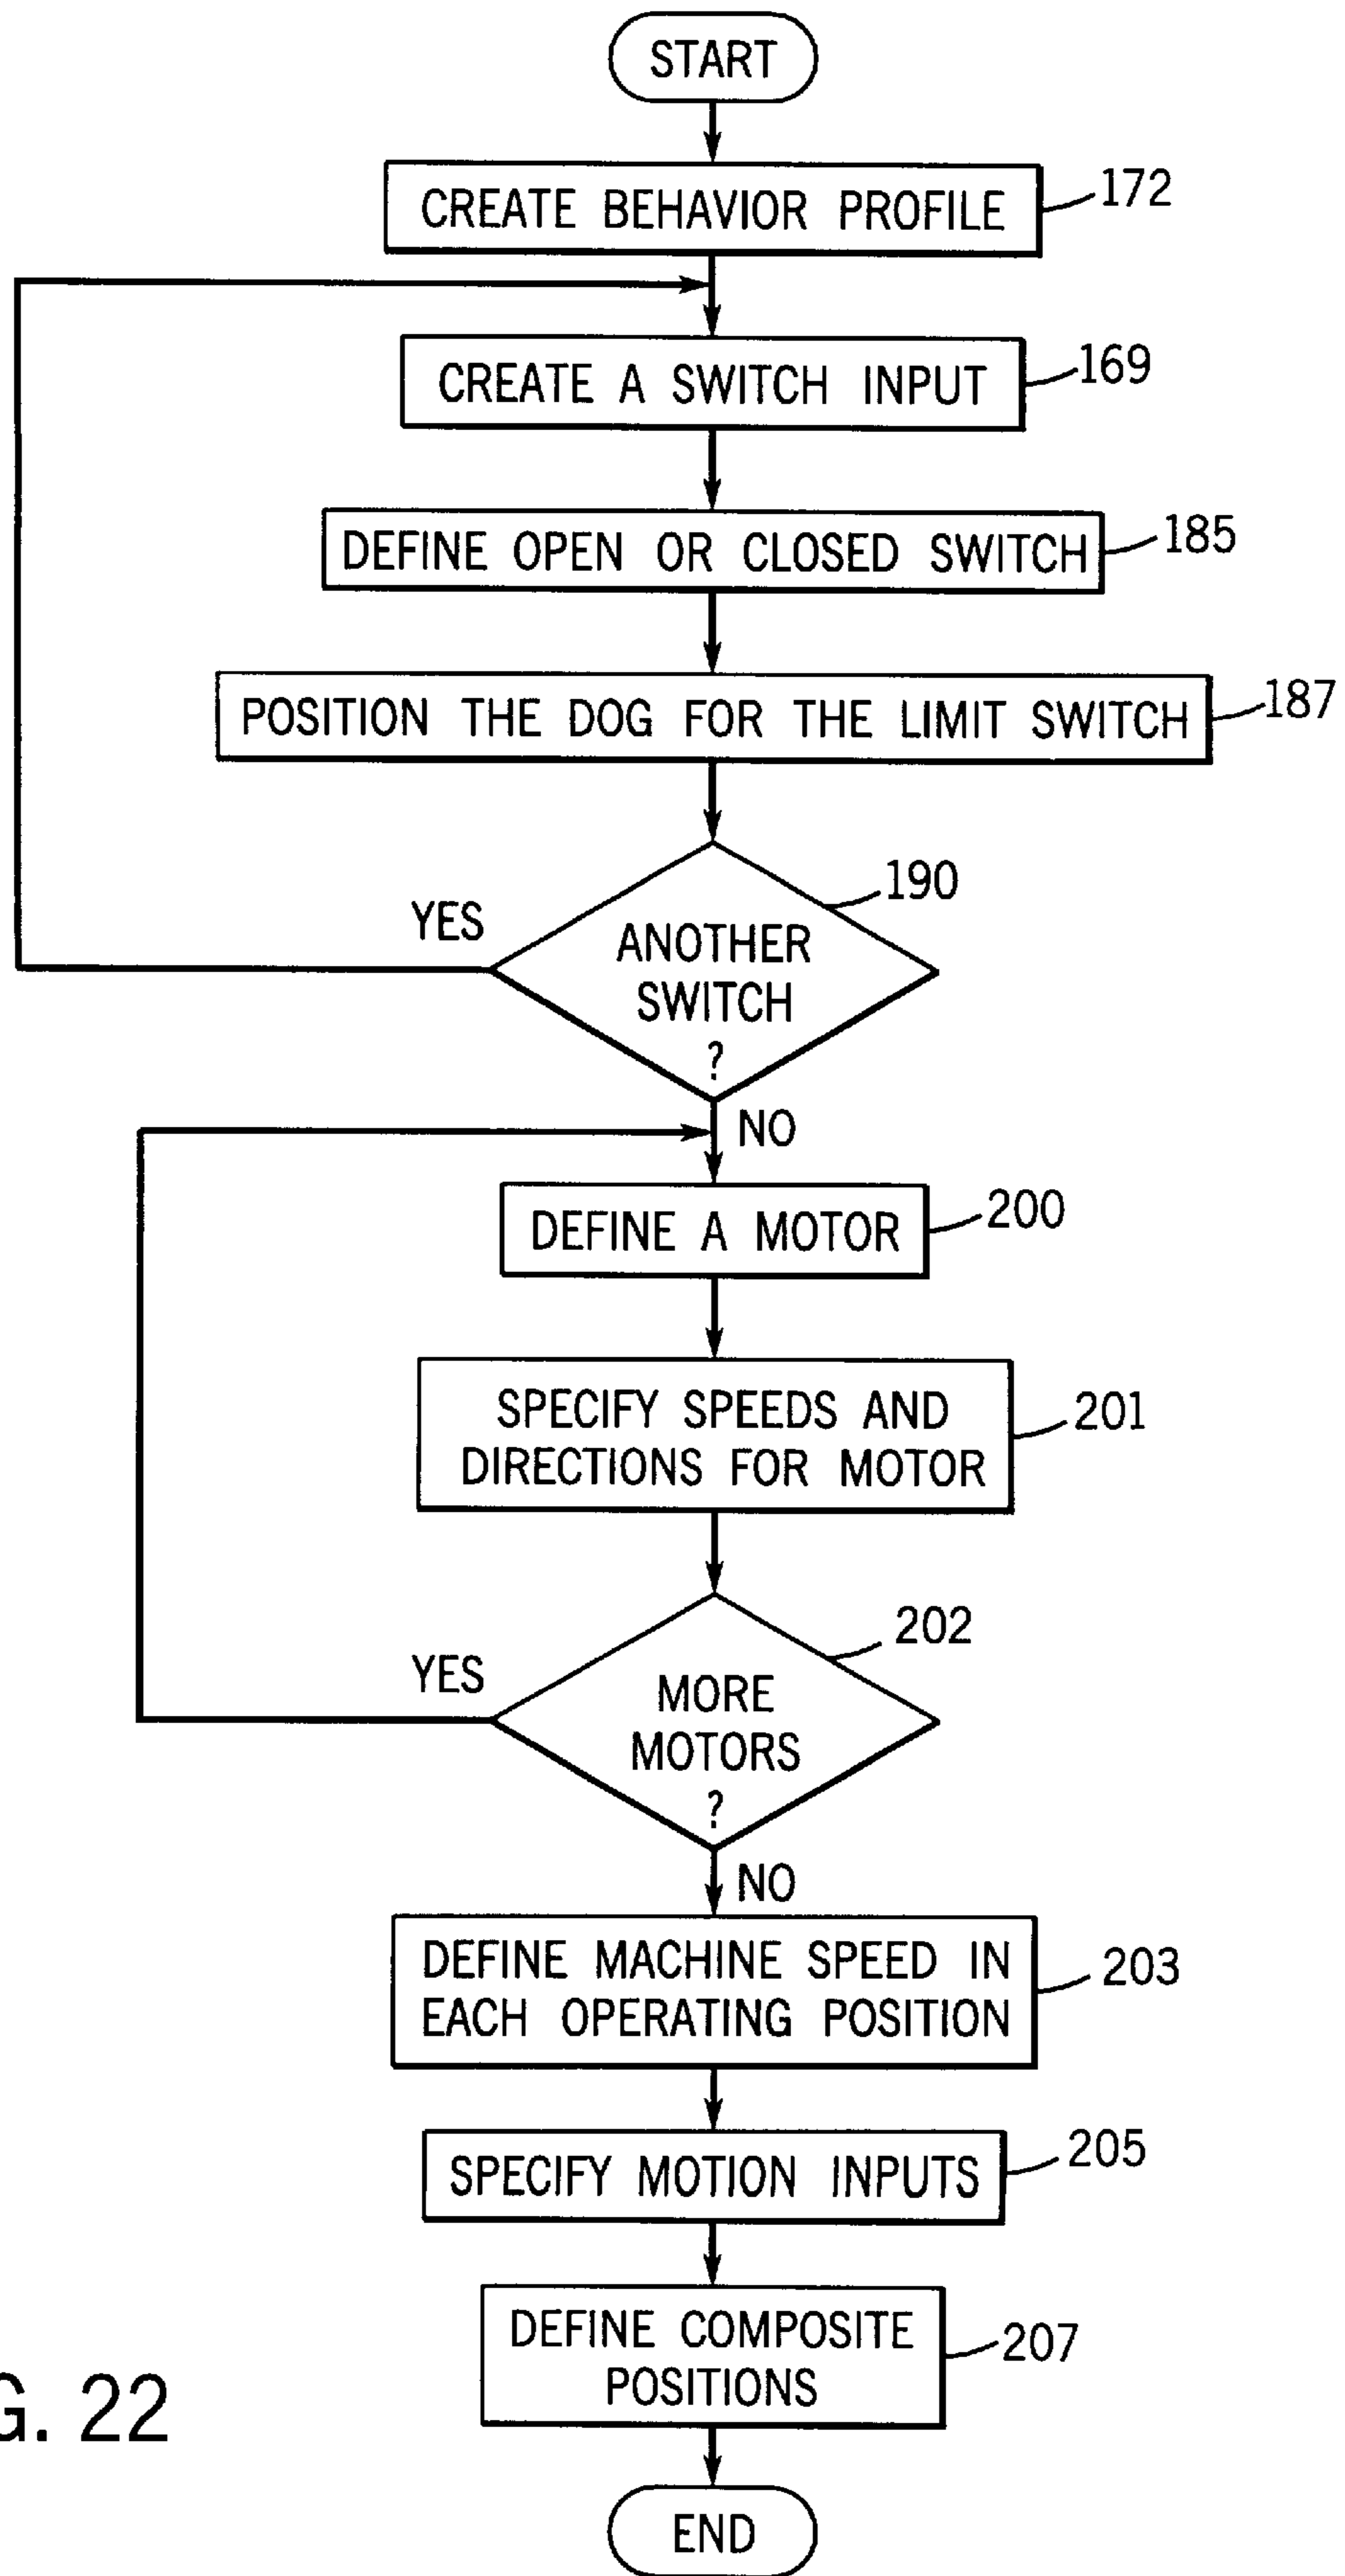 START
CREATE BEHAVIOR PROFILE
172
CREATE A SWITCH INPUT
169
DEFINE OPEN OR CLOSED SWITCH
185
POSITION THE DOG FOR THE LIMIT SWITCH
187
190
YES
ANOTHER
SWITCH
?
NO
DEFINE A MOTOR
200
SPECIFY SPEEDS AND
DIRECTIONS FOR MOTOR
201
202
YES
MORE
MOTORS
?
NO
DEFINE MACHINE SPEED IN
EACH OPERATING POSITION
203
SPECIFY MOTION INPUTS
205
DEFINE COMPOSITE
POSITIONS
207
G. 22
END